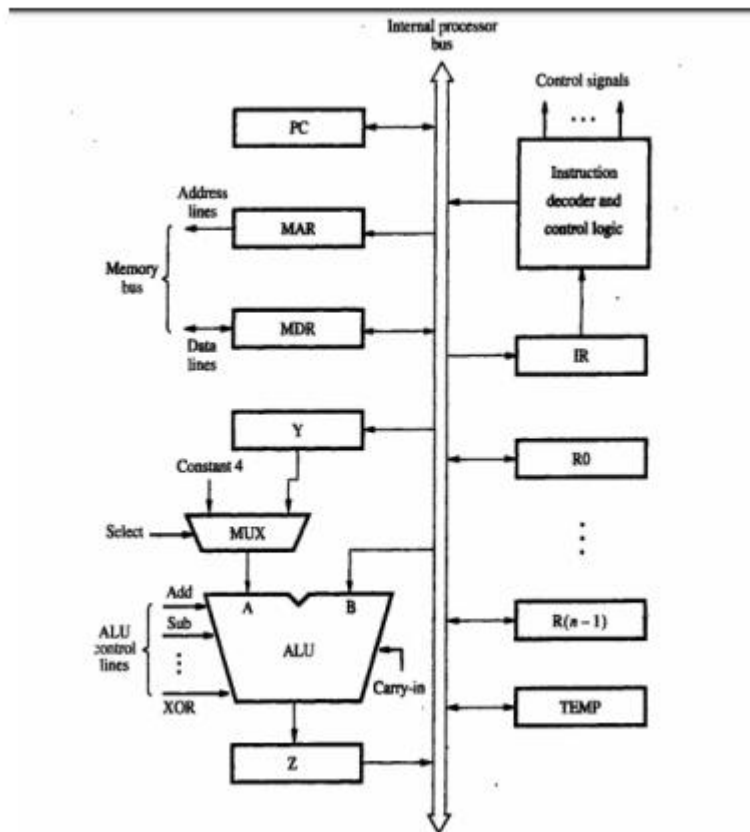 Internal processor
bus
Control signals
...
PC
Instruction
decoder and
control logic
Address
lines
MAR
Memory
bus
MDR
Data
lines
IR
Y
Constant 4
R0
Select
MUX
Add
A
B
R(n − 1)
Sub
ALU
control
lines
ALU
Carry-in
XOR
TEMP
Z